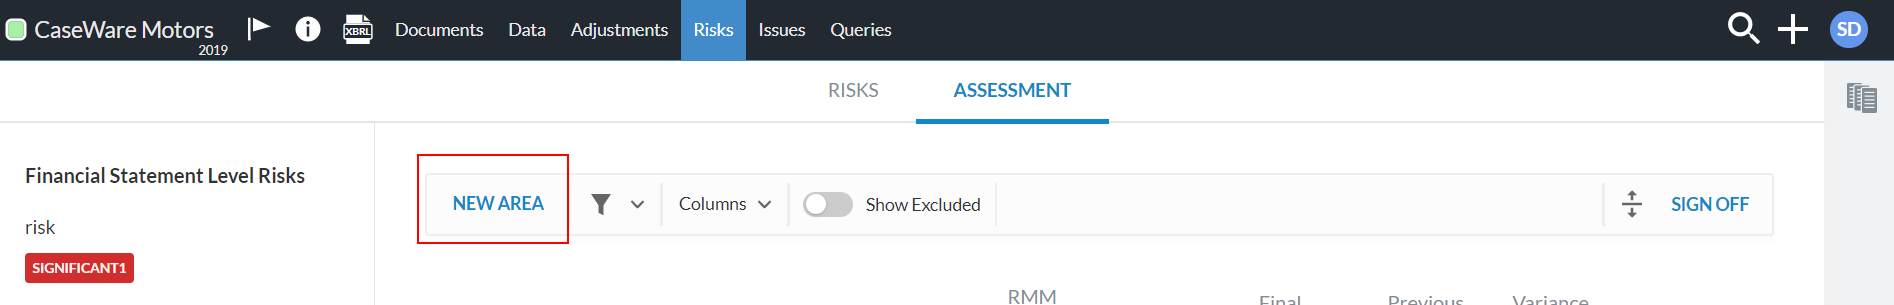 CaseWare Motors
2019
XBRL
Documents
Data
Adjustments
Risks
Issues
Queries
SD
RISKS
ASSESSMENT
Financial Statement Level Risks
risk
SIGNIFICANT1
NEW AREA
Columns
Show Excluded
SIGN OFF
RMM
Final
Previous
Variance